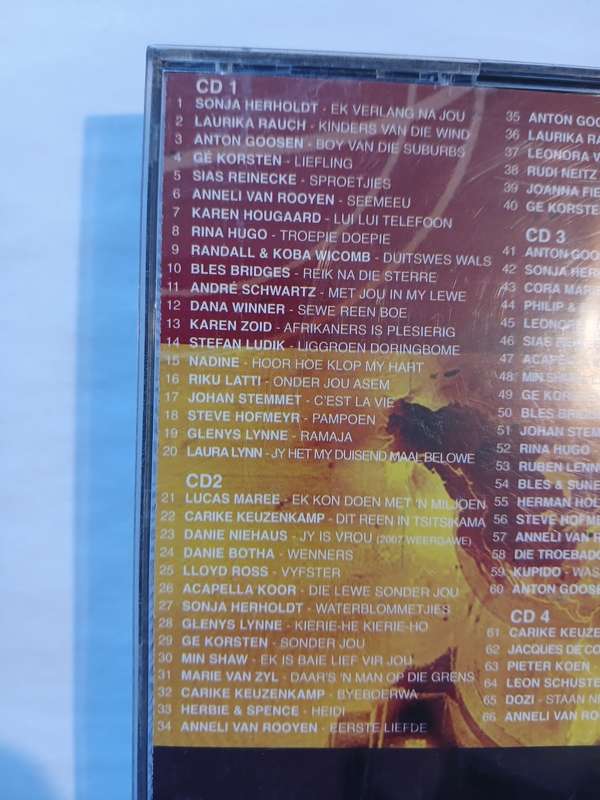 CD 1
1 SONJA HERHOLDT - EK VERLANG NA JOU
2 LAURIKA RAUCH - KINDERS VAN DIE WIND
3 ANTON GOOSEN - BOY VAN DIE SUBURBS
4 GÉ KORSTEN - LIEFLING
5 SIAS REINECKE - SPROETJIES
6 ANNELI VAN ROOYEN - SEEMEEU
7 KAREN HOUGAARD - LUI LUI TELEFOON
8 RINA HUGO - TROEPIE DOEPIE
9 RANDALL & KOBA WICOMB - DUITSWES WALS
10 BLES BRIDGES - REIK NA DIE STERRE
11 ANDRÉ SCHWARTZ - MET JOU IN MY LEWE
12 DANA WINNER - SEWE REEN BOE
13 KAREN ZOID - AFRIKANERS IS PLESIERIG
14 STEFAN LUDIK - LIGGROEN DORINGBOME
15 NADINE - HOOR HOE KLOP MY HART
16 RIKU LATTI - ONDER JOU ASEM
17 JOHAN STEMMET - C'EST LA VIE
18 STEVE HOFMEYR - PAMPOEN
19 GLENYS LYNNE - RAMAJA
20 LAURA LYNN - JY HET MY DUISEND MAAL BELOWE
CD2
21 LUCAS MAREE - EK KON DOEN MET 'N MILJOEN
22 CARIKE KEUZENKAMP - DIT REEN IN TSITSIKAMA
23 DANIE NIEHAUS - JY IS VROU (2007 WEERGAWE)
24 DANIE BOTHA - WENNERS
25 LLOYD ROSS - VYFSTER
26 ACAPELLA KOOR - DIE LEWE SONDER JOU
27 SONJA HERHOLDT - WATERBLOMMETJIES
28 GLENYS LYNNE - KIERIE-HE KIERIE-HO
29 GE KORSTEN - SONDER JOU
30 MIN SHAW - EK IS BAIE LIEF VIR JOU
31 MARIE VAN ZYL - DAAR'S 'N MAN OP DIE GRENS
32 CARIKE KEUZENKAMP - BYEBOERWA
33 HERBIE & SPENCE - HEIDI
34 ANNELI VAN ROOYEN - EERSTE LIEFDE
35 ANTON GOOS
36 LAURIKA RA
37 LEONORA V
38 RUDI NEITZ
39 JOANNA FIE
40 GE KORSTE
CD 3
41 ANTON GOO
42 SONJA HER
43 CORA MAR
44 PHILIP &
45 LEONORE
46 SIAS REI
47 ACAPE
48 MIN SHA
49 GE KOR
50 BLES BRID
51 JOHAN STEM
52 RINA HUGO
53 RUBEN LENN
54 BLES & SUNE
55 HERMAN HOL
56 STEVE HOFME
57 ANNELI VAN R
58 DIE TROEBAD
59 KUPIDO - WAS
60 ANTON GOOSE
CD 4
61 CARIKE KEUZE
62 JACQUES DE CO
63 PIETER KOEN -
64 LEON SCHUSTE
65 DOZI - STAAN N
66 ANNELI VAN RO